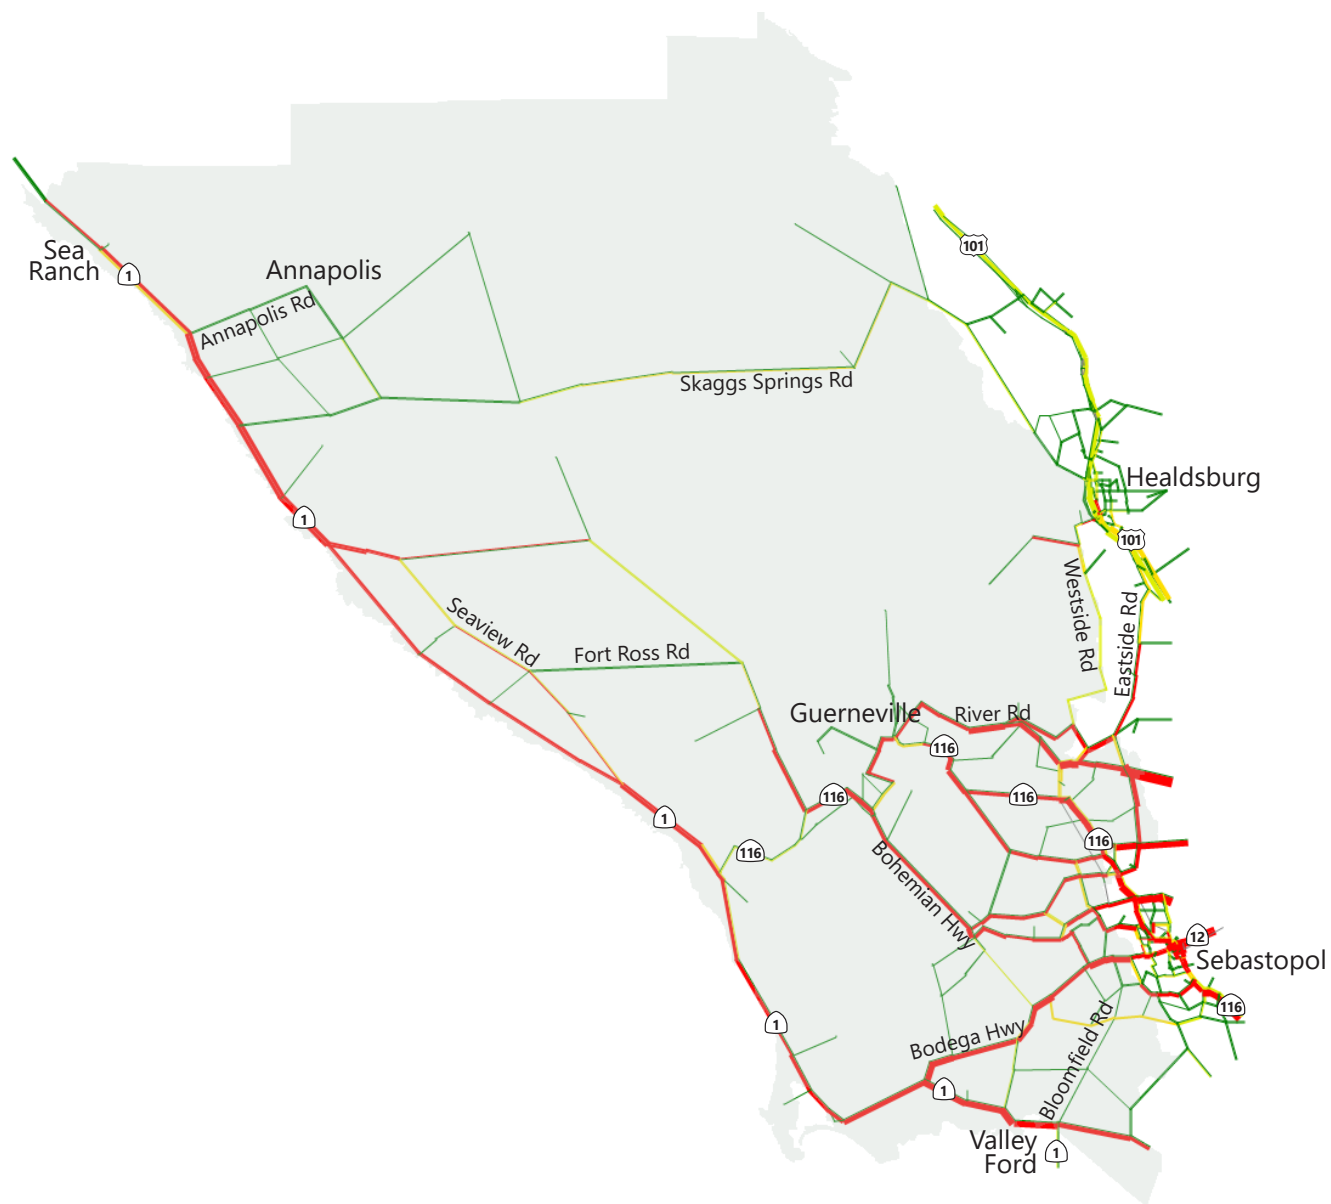 101
Sea
Ranch
1
Annapolis
Annapolis Rd
Skaggs Springs Rd
Healdsburg
1
101
Westside Rd
Eastside Rd
Seaview Rd
Fort Ross Rd
Guerneville
River Rd
116
116
116
1
116
116
Bohemian Hwy
12
Sebastopol
116
1
Bodega Hwy
Bloomfield Rd
1
Valley
Ford
1